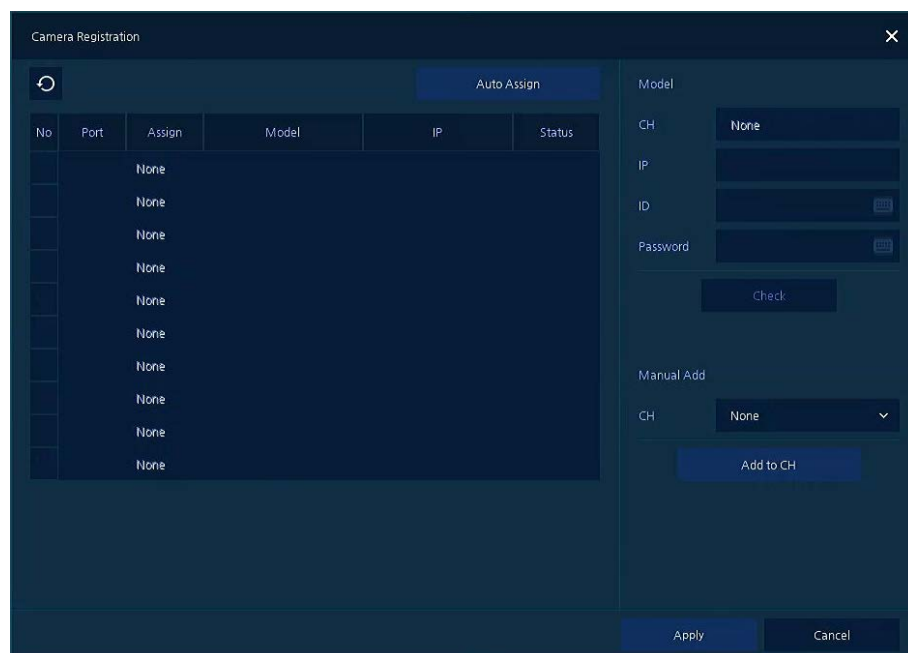 Camera Registration
Auto Assign
No Port Assign Model IP Status
None
None
None
None
None
None
None
None
None
None
Model
CH None
IP
ID
Password
Check
Manual Add
CH None
Add to CH
Apply Cancel